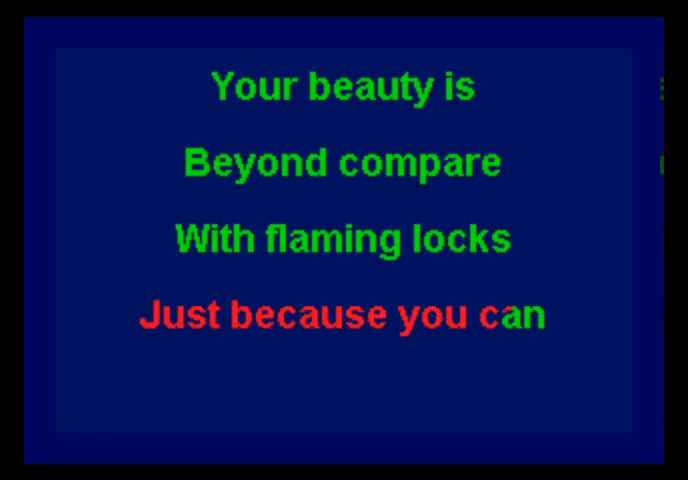 Your beauty is
Beyond compare
With flaming locks
Just because you can